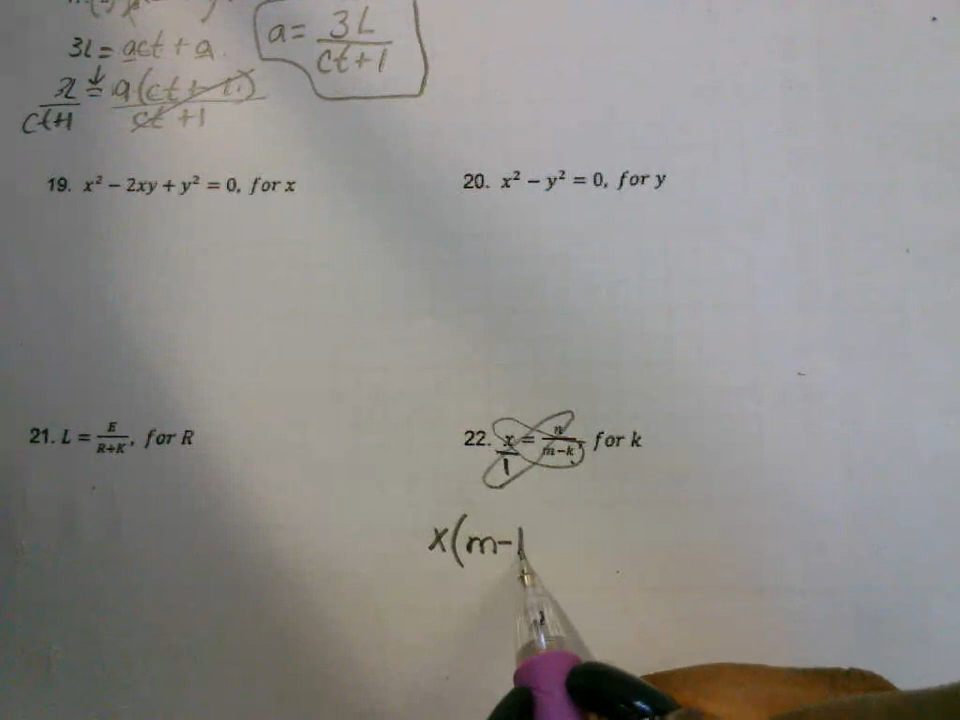 3L = act + a
a = 3L / ct+1
3L = a(ct + 1)
ct+1 ct +1
19. x² − 2xy + y² = 0, for x
20. x² − y² = 0, for y
21. L = E / R+K, for R
22. x / 1 = n / m−k, for k
x(m-